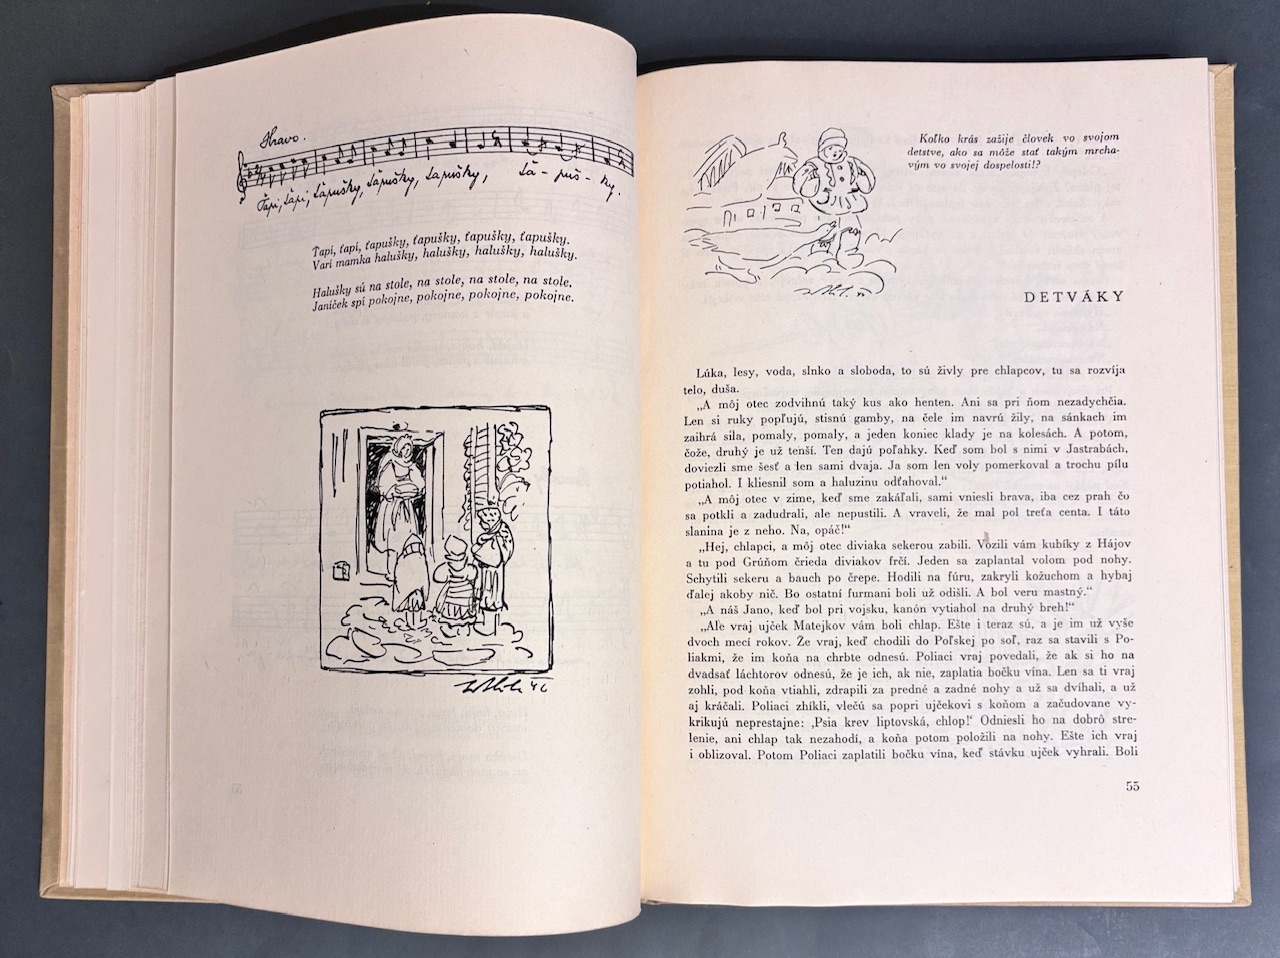 Hravo.
Ťapi, ťapi, ťapušky, ťapušky, ťapušky, ťa - puš - ky.
Ťapi, ťapi, ťapušky, ťapušky, ťapušky, ťapušky.
Varí mamka halušky, halušky, halušky, halušky.
Halušky sú na stole, na stole, na stole, na stole.
Janíček spí pokojne, pokojne, pokojne, pokojne.
Koľko krás zažije človek vo svojom
detstve, ako sa môže stať takým mrcha-
vým vo svojej dospelosti!?
DETVÁKY
Lúka, lesy, voda, slnko a sloboda, to sú živly pre chlapcov, tu sa rozvíja
telo, duša.
„A môj otec zodvihnú taký kus ako henten. Ani sa pri ňom nezadychčia.
Len si ruky popľujú, stisnú gamby, na čele im navrú žily, na sánkach im
zaihrá sila, pomaly, pomaly, a jeden koniec klady je na kolesách. A potom,
čože, druhý je už tenší. Ten dajú poľahky. Keď som bol s nimi v Jastrabách,
doviezli sme šesť a len sami dvaja. Ja som len voly pomerkoval a trochu pílu
potiahol. I kliesnil som a haluzinu odťahoval.“
„A môj otec v zime, keď sme zakáľali, sami vniesli brava, iba cez prah čo
sa potkli a zadudrali, ale nepustili. A vraveli, že mal pol treťa centa. I táto
slanina je z neho. Na, opáč!“
„Hej, chlapci, a môj otec diviaka sekerou zabili. Vozili vám kubíky z Hájov
a tu pod Grúňom črieda diviakov frčí. Jeden sa zaplantal volom pod nohy.
Schytili sekeru a bauch po črepe. Hodili na fúru, zakryli kožuchom a hybaj
ďalej akoby nič. Bo ostatní furmani boli už odišli. A bol veru mastný.“
„A náš Jano, keď bol pri vojsku, kanón vytiahol na druhý breh!“
„Ale vraj ujček Matejkov vám boli chlap. Ešte i teraz sú, a je im už vyše
dvoch mecí rokov. Že vraj, keď chodili do Poľskej po soľ, raz sa stavili s Po-
liakmi, že im koňa na chrbte odnesú. Poliaci vraj povedali, že ak si ho na
dvadsať láchtorov odnesú, že je ich, ak nie, zaplatia bočku vína. Len sa ti vraj
zohli, pod koňa vtiahli, zdrapili za predné a zadné nohy a už sa dvíhali, a už
aj kráčali. Poliaci zhíkli, vlečú sa popri ujčekovi s koňom a začudovane vy-
krikujú neprestajne: ‚Psia krev liptovská, chlop!‘ Odniesli ho na dobrô stre-
lenie, ani chlap tak nezahodí, a koňa potom položili na nohy. Ešte ich vraj
i oblizoval. Potom Poliaci zaplatili bočku vína, keď stávku ujček vyhrali. Boli
55